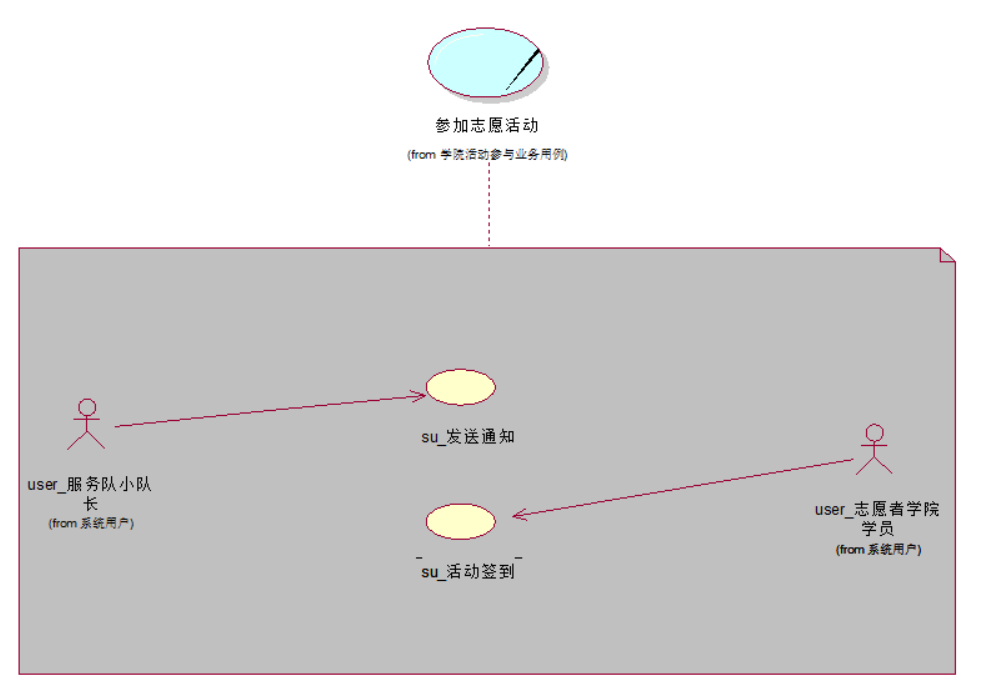 参加志愿活动
(from 学院活动参与业务用例)
su_发送通知
user_服务队小队
长
(from 系统用户)
user_志愿者学院
学员
(from 系统用户)
su_活动签到